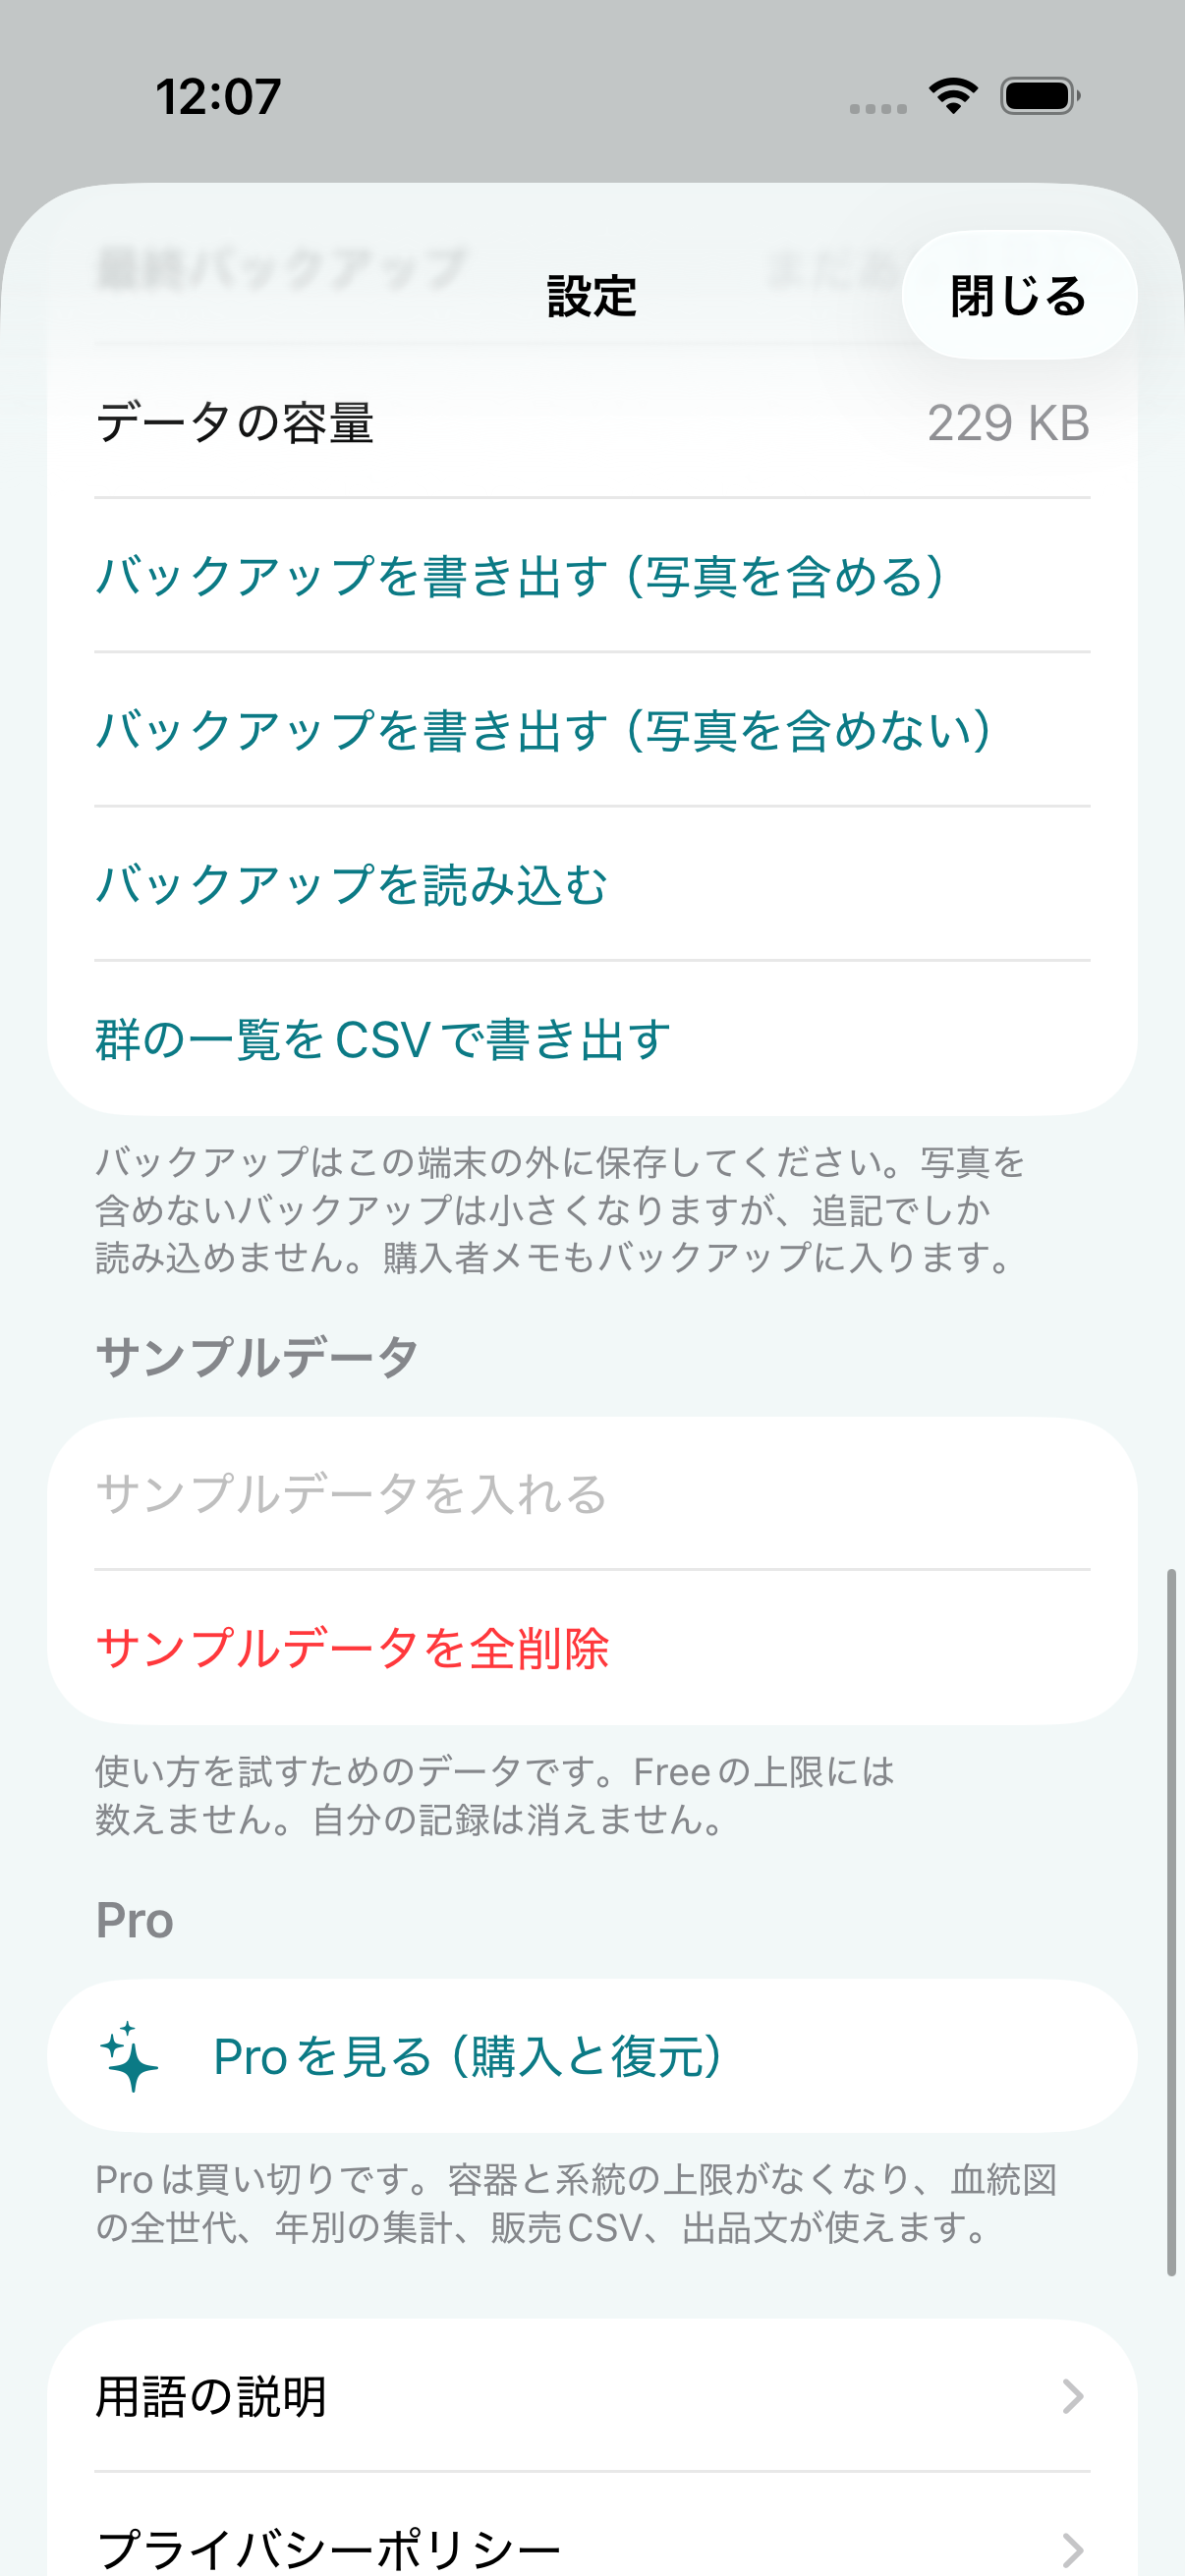 12:07
最終バックアップ
設定
閉じる
データの容量 229 KB
バックアップを書き出す（写真を含める）
バックアップを書き出す（写真を含めない）
バックアップを読み込む
群の一覧をCSVで書き出す
バックアップはこの端末の外に保存してください。写真を
含めないバックアップは小さくなりますが、追記でしか
読み込めません。購入者メモもバックアップに入ります。
サンプルデータ
サンプルデータを入れる
サンプルデータを全削除
使い方を試すためのデータです。Freeの上限には
数えません。自分の記録は消えません。
Pro
Proを見る（購入と復元）
Proは買い切りです。容器と系統の上限がなくなり、血統図
の全世代、年別の集計、販売CSV、出品文が使えます。
用語の説明
プライバシーポリシー